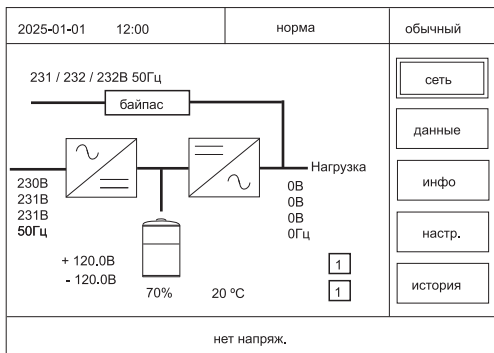 2025-01-01 12:00 норма обычный
231 / 232 / 232В 50Гц
байпас
сеть
данные
инфо
настр.
история
Нагрузка
230В
231В
231В
50Гц
0В
0В
0В
0Гц
+ 120.0В
- 120.0В
70%
20 ºC
1
1
нет напряж.